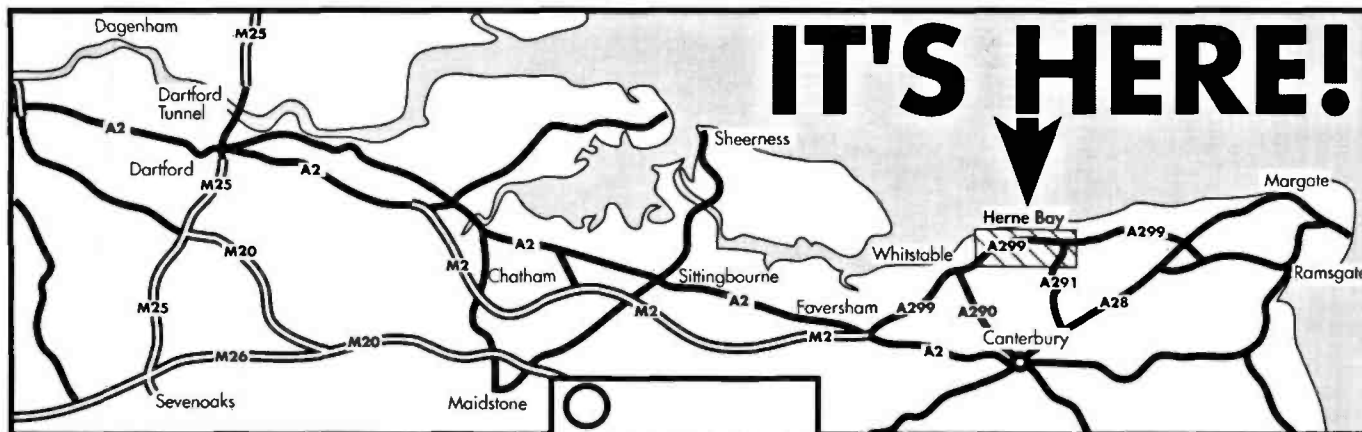 IT'S HERE!
Dagenham
M25
Dartford
Tunnel
A2
Dartford
M25
A2
Sheerness
Margate
Herne Bay
M20
A2
Whitstable
A299
A299
M2
Chatham
Sittingbourne
A291
Ramsgate
M25
A2
Faversham
A299
A290
A28
M2
M2
Canterbury
M26
M20
A2
Sevenoaks
Maidstone